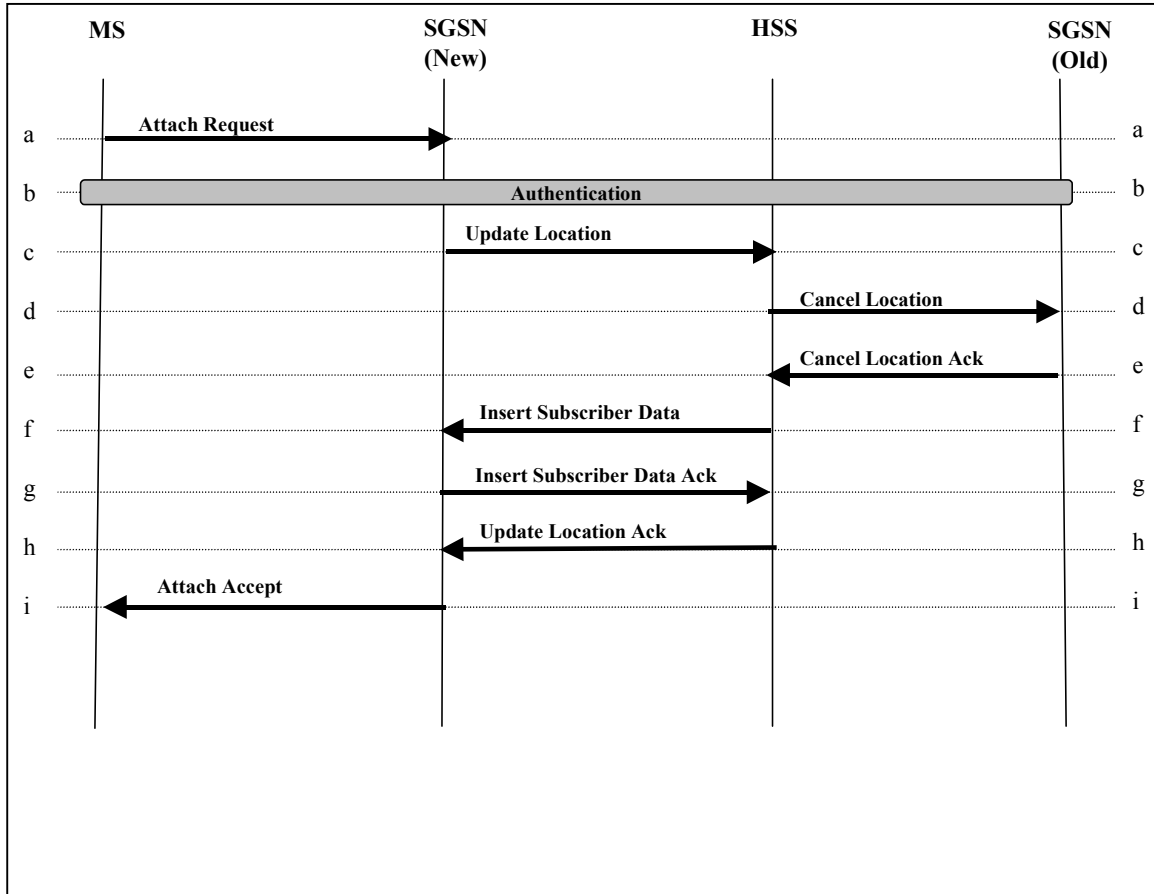 MS
SGSN
(New)
HSS
SGSN
(Old)
a Attach Request a
b Authentication b
c Update Location c
d Cancel Location d
e Cancel Location Ack e
f Insert Subscriber Data f
g Insert Subscriber Data Ack g
h Update Location Ack h
i Attach Accept i